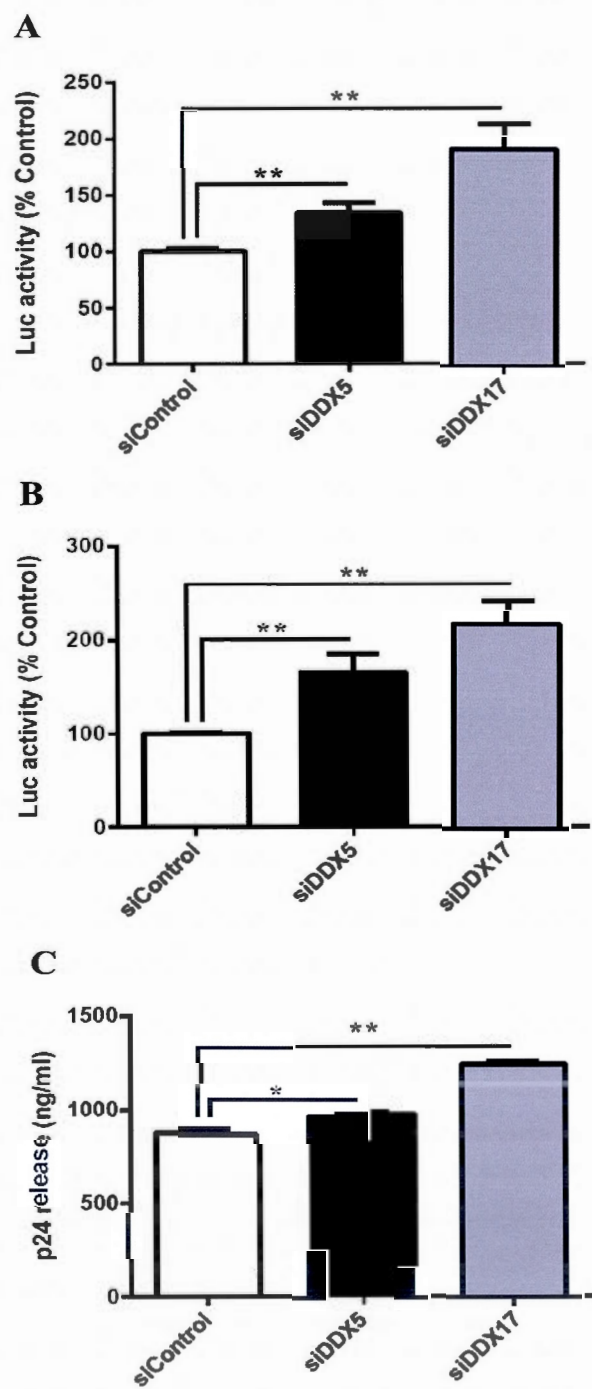 A
Luc activity (% Control)
250
200
150
100
50
0
**
**
siControl
siDDX5
siDDX17
B
Luc activity (% Control)
300
200
100
0
**
**
siControl
siDDX5
siDDX17
C
p24 release (ng/ml)
1500
1000
500
0
**
*
siControl
siDDX5
siDDX17